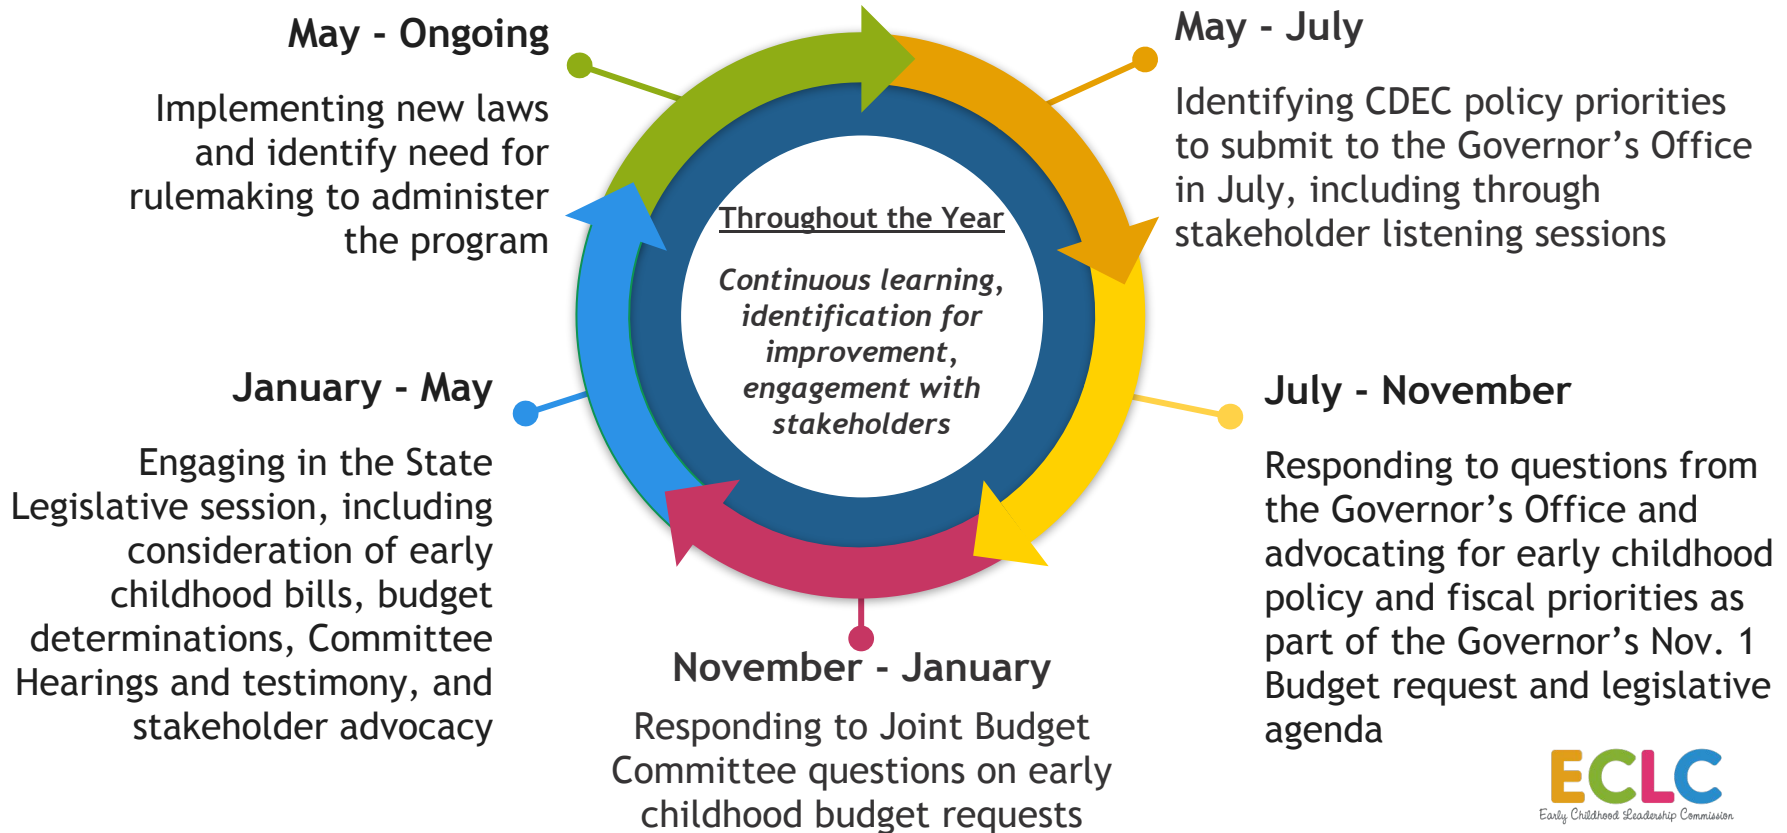 May - Ongoing
Implementing new laws
and identify need for
rulemaking to administer
the program
May - July
Identifying CDEC policy priorities
to submit to the Governor’s Office
in July, including through
stakeholder listening sessions
Throughout the Year
Continuous learning,
identification for
improvement,
engagement with
stakeholders
January - May
Engaging in the State
Legislative session, including
consideration of early
childhood bills, budget
determinations, Committee
Hearings and testimony, and
stakeholder advocacy
July - November
Responding to questions from
the Governor’s Office and
advocating for early childhood
policy and fiscal priorities as
part of the Governor’s Nov. 1
Budget request and legislative
agenda
November - January
Responding to Joint Budget
Committee questions on early
childhood budget requests
ECLC
Early Childhood Leadership Commission